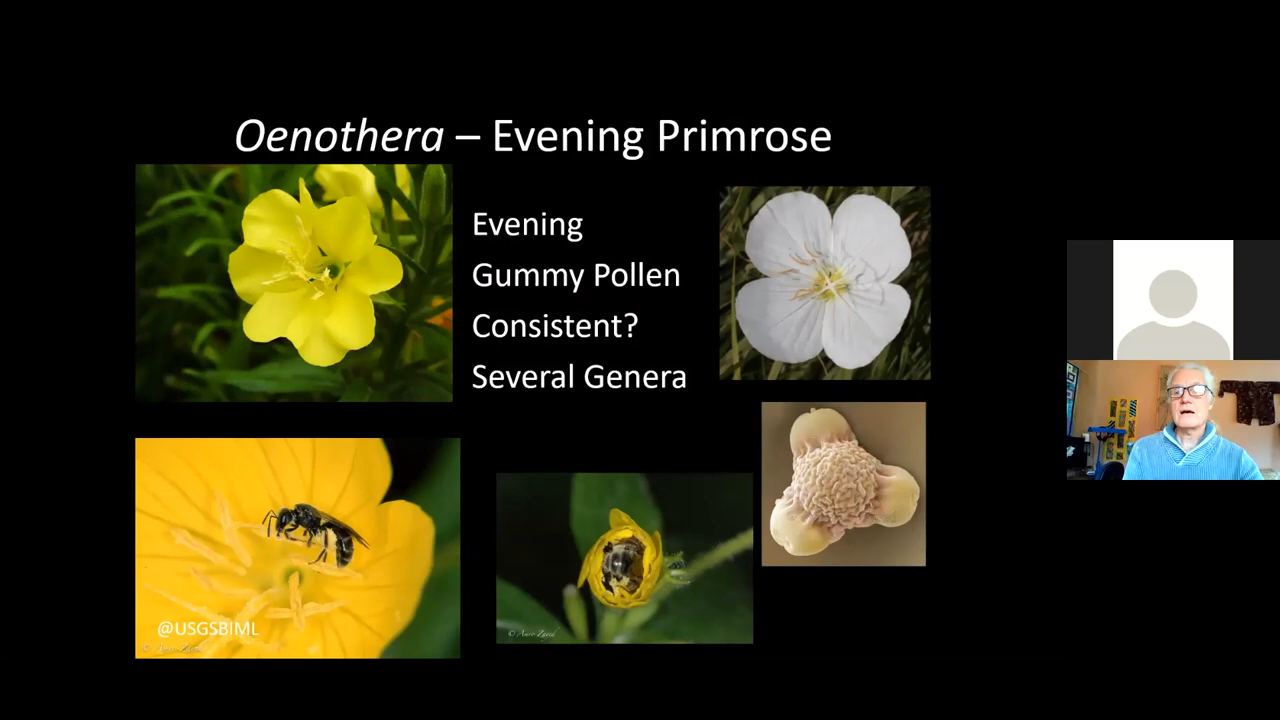 Oenothera – Evening Primrose
Evening
Gummy Pollen
Consistent?
Several Genera
@USGSBIML